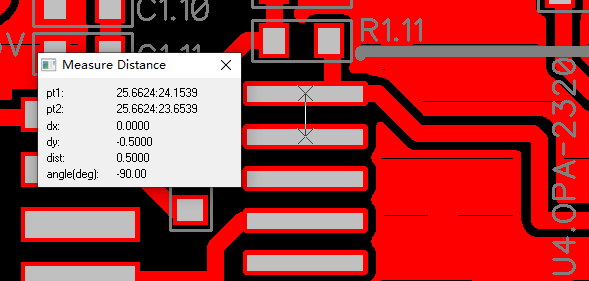 C1.10
R1.11
C1.11
Measure Distance
pt1: 25.6624:24.1539
pt2: 25.6624:23.6539
dx: 0.0000
dy: -0.5000
dist: 0.5000
angle(deg): -90.00
U4.OPA-2320